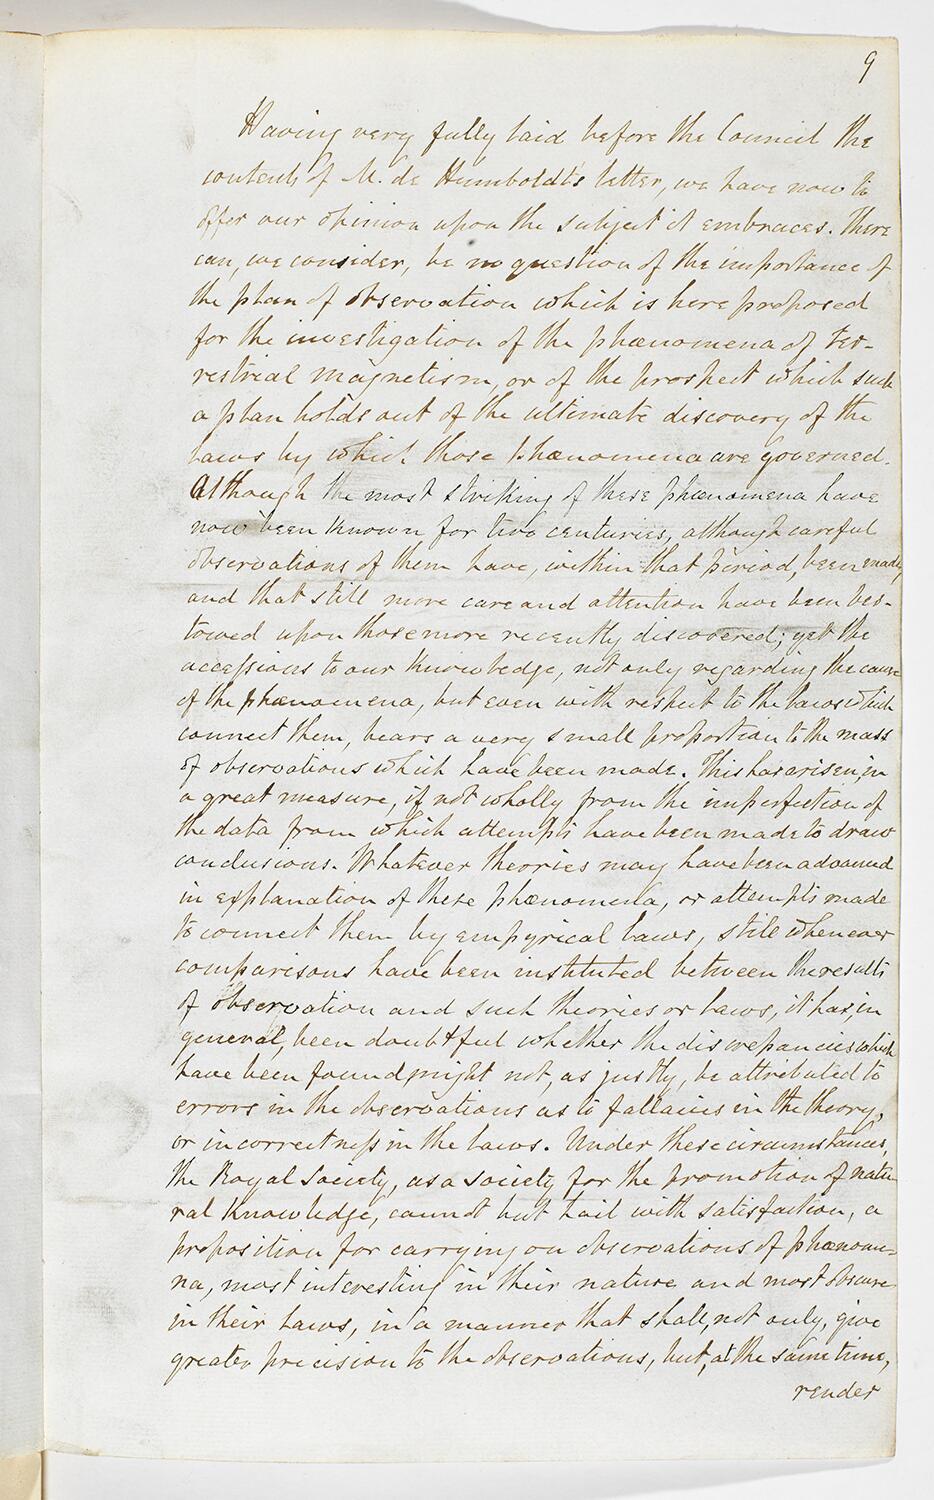 9
Having very fully laid before the Council the
contents of M. de Humboldt's letter, we have now to
offer our opinion upon the subject it embraces. There
can, we consider, be no question of the importance of
the plan of observation which is here proposed
for the investigation of the phœnomena of ter-
restrial magnetism, or of the prospect which such
a plan holds out of the ultimate discovery of the
laws by which those phœnomena are governed.
Although the most striking of these phœnomena have
now been known for two centuries, although careful
observations of them have, within that period, been made,
and that still more care and attention have been bes-
towed upon those more recently discovered; yet the
accessions to our knowledge, not only regarding the cause
of the phœnomena, but even with respect to the laws which
connect them, bears a very small proportion to the mass
of observations which have been made. This has arisen, in
a great measure, if not wholly from the imperfection of
the data from which attempts have been made to draw
conclusions. Whatever theories may have been advanced
in explanation of these phœnomena, or attempts made
to connect them by empyrical laws, still whenever
comparisons have been instituted between the results
of observation and such theories or laws, it has, in
general, been doubtful whether the discrepancies which
have been found might not, as justly, be attributed to
errors in the observations as to fallacies in the theory,
or incorrectness in the laws. Under these circumstances,
the Royal Society, as a society for the promotion of natu-
ral knowledge, cannot but hail with satisfaction, a
proposition for carrying on observations of phœnome-
na, most interesting in their nature and most obscure
in their laws, in a manner that shall, not only, give
greater precision to the observations, but, at the same time,
render